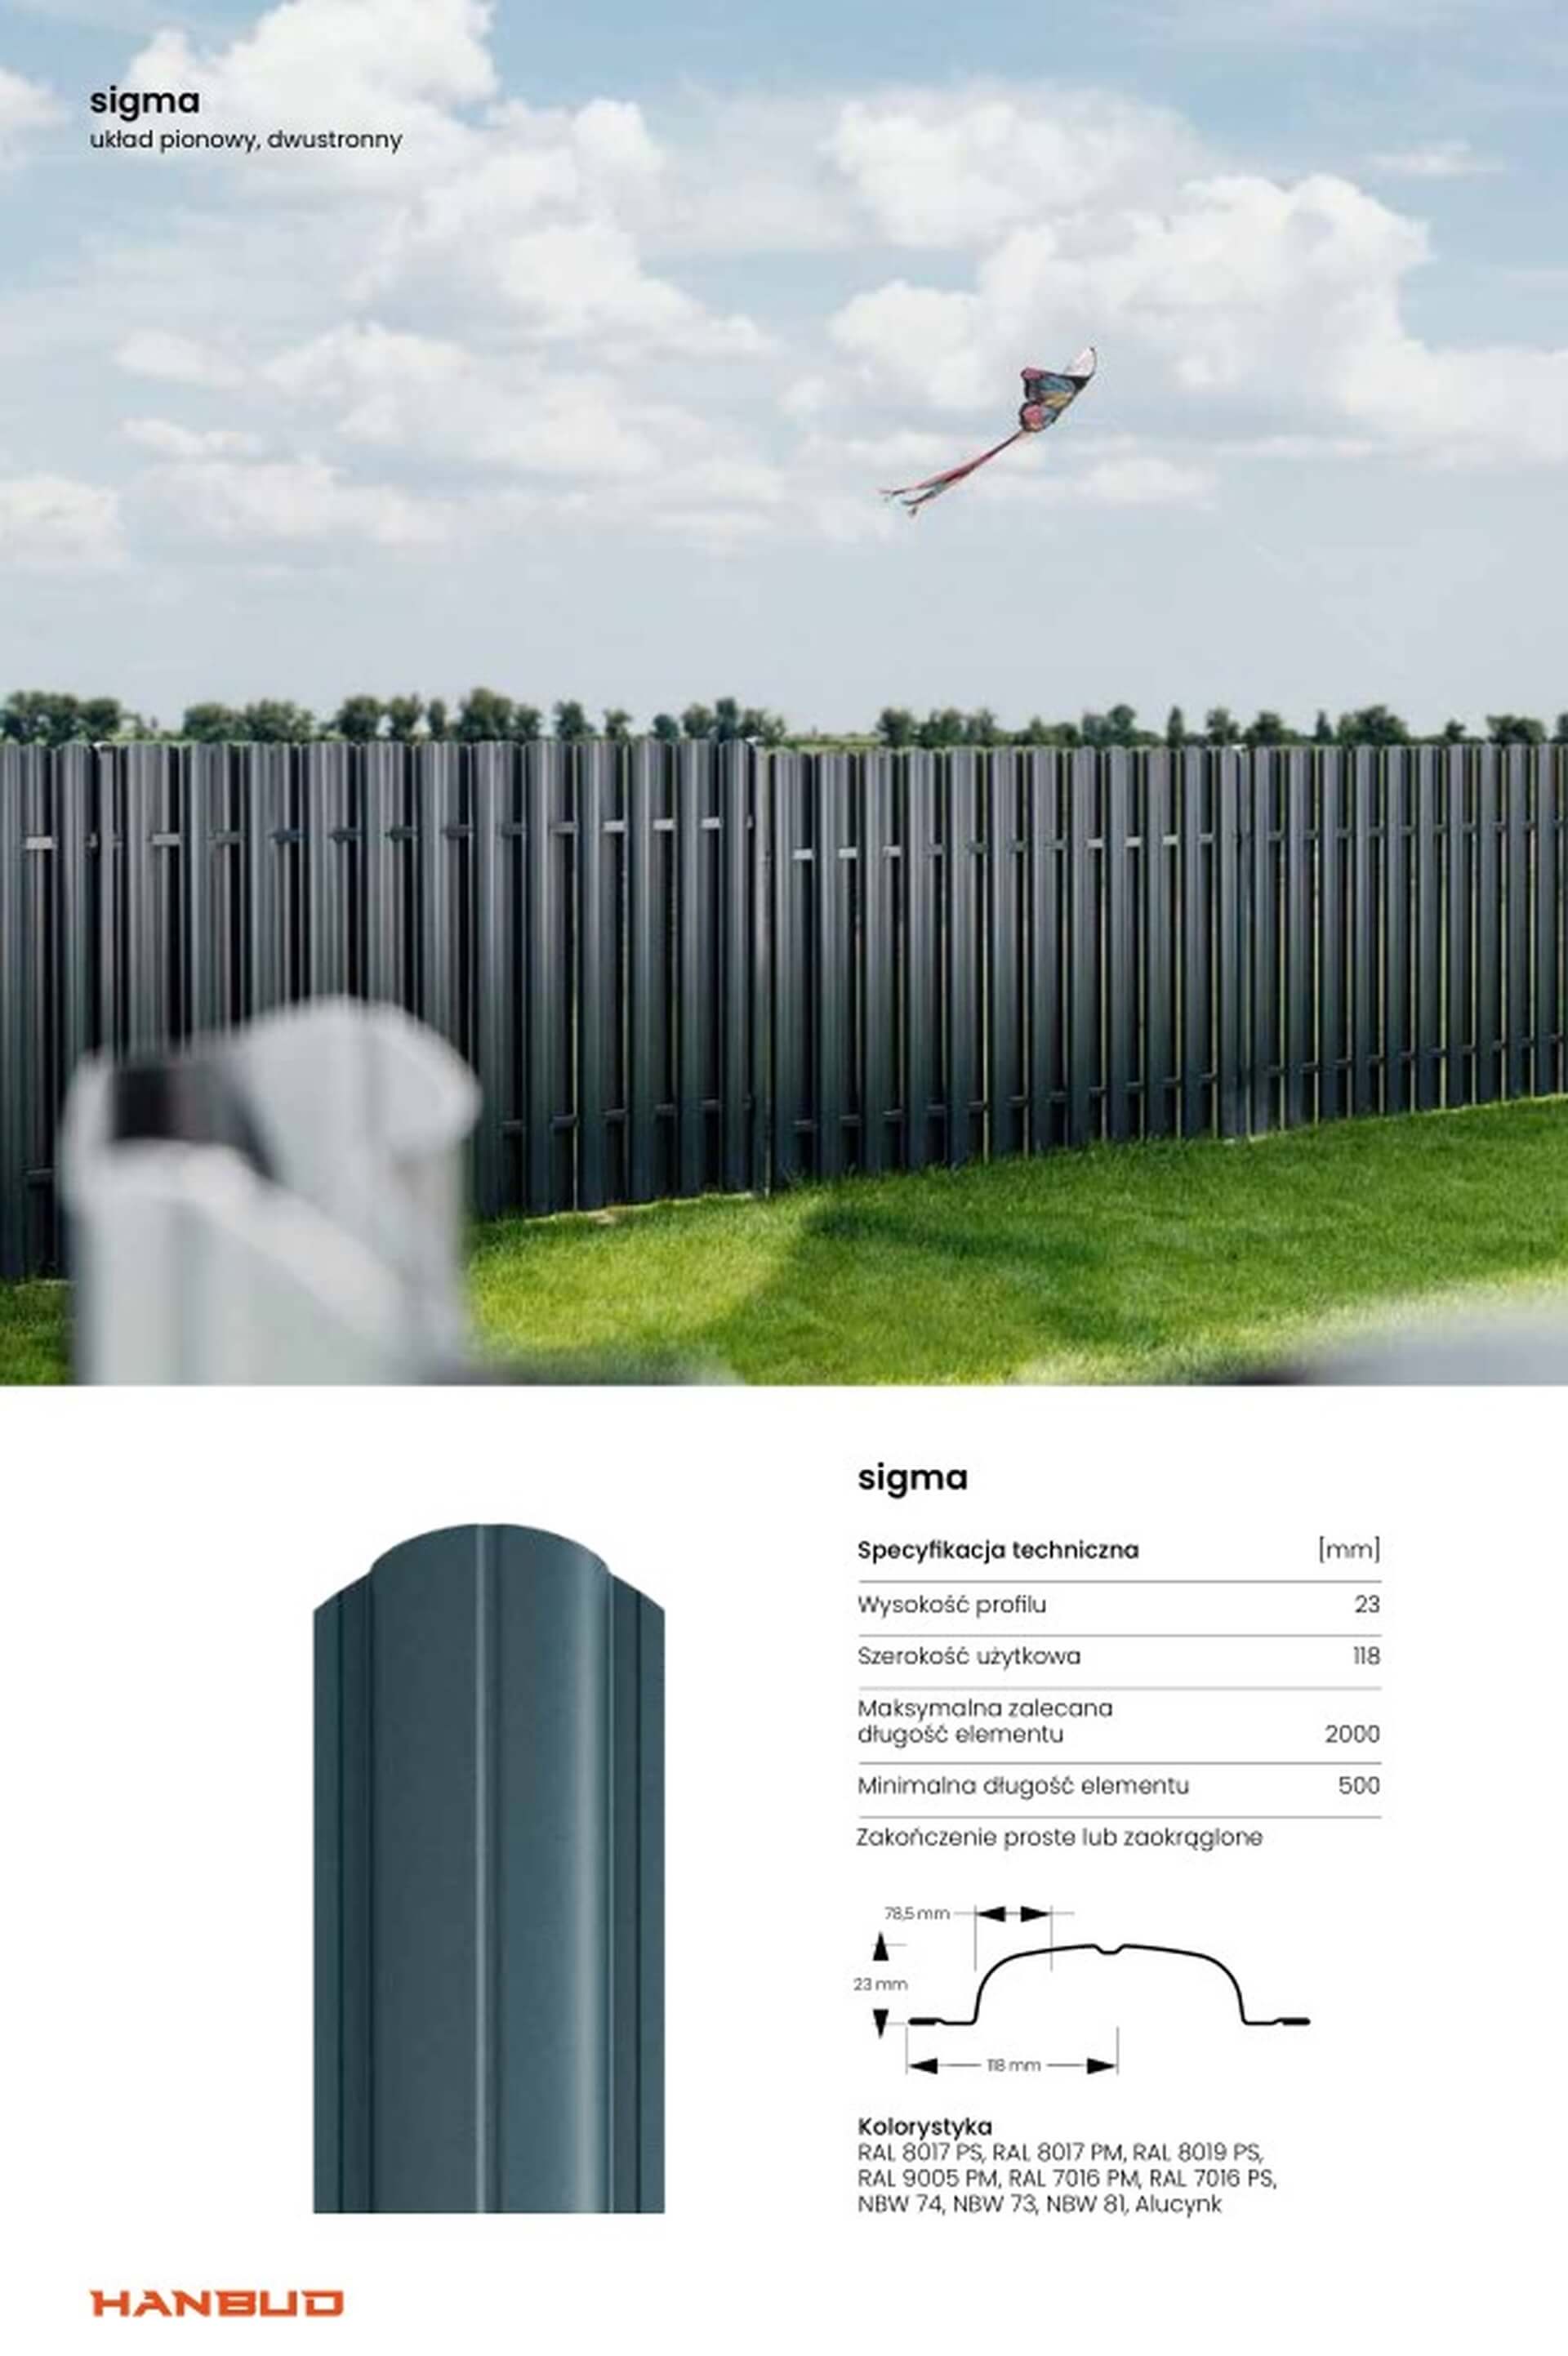 sigma
układ pionowy, dwustronny
sigma
Specyfikacja techniczna [mm]
Wysokość profilu 23
Szerokość użytkowa 118
Maksymalna zalecana
długość elementu 2000
Minimalna długość elementu 500
Zakończenie proste lub zaokrąglone
78,5 mm
23 mm
118 mm
Kolorystyka
RAL 8017 PS, RAL 8017 PM, RAL 8019 PS,
RAL 9005 PM, RAL 7016 PM, RAL 7016 PS,
NBW 74, NBW 73, NBW 81, Alucynk
HANBUD